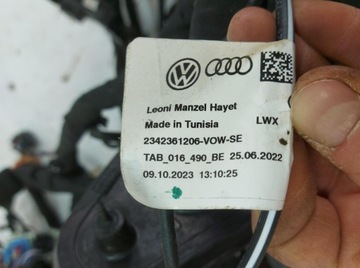 Leoni Manzel Hayet
Made in Tunisia LWX
2342361206-VOW-SE
TAB_016_490_BE 25.06.2022
09.10.2023 13:10:25